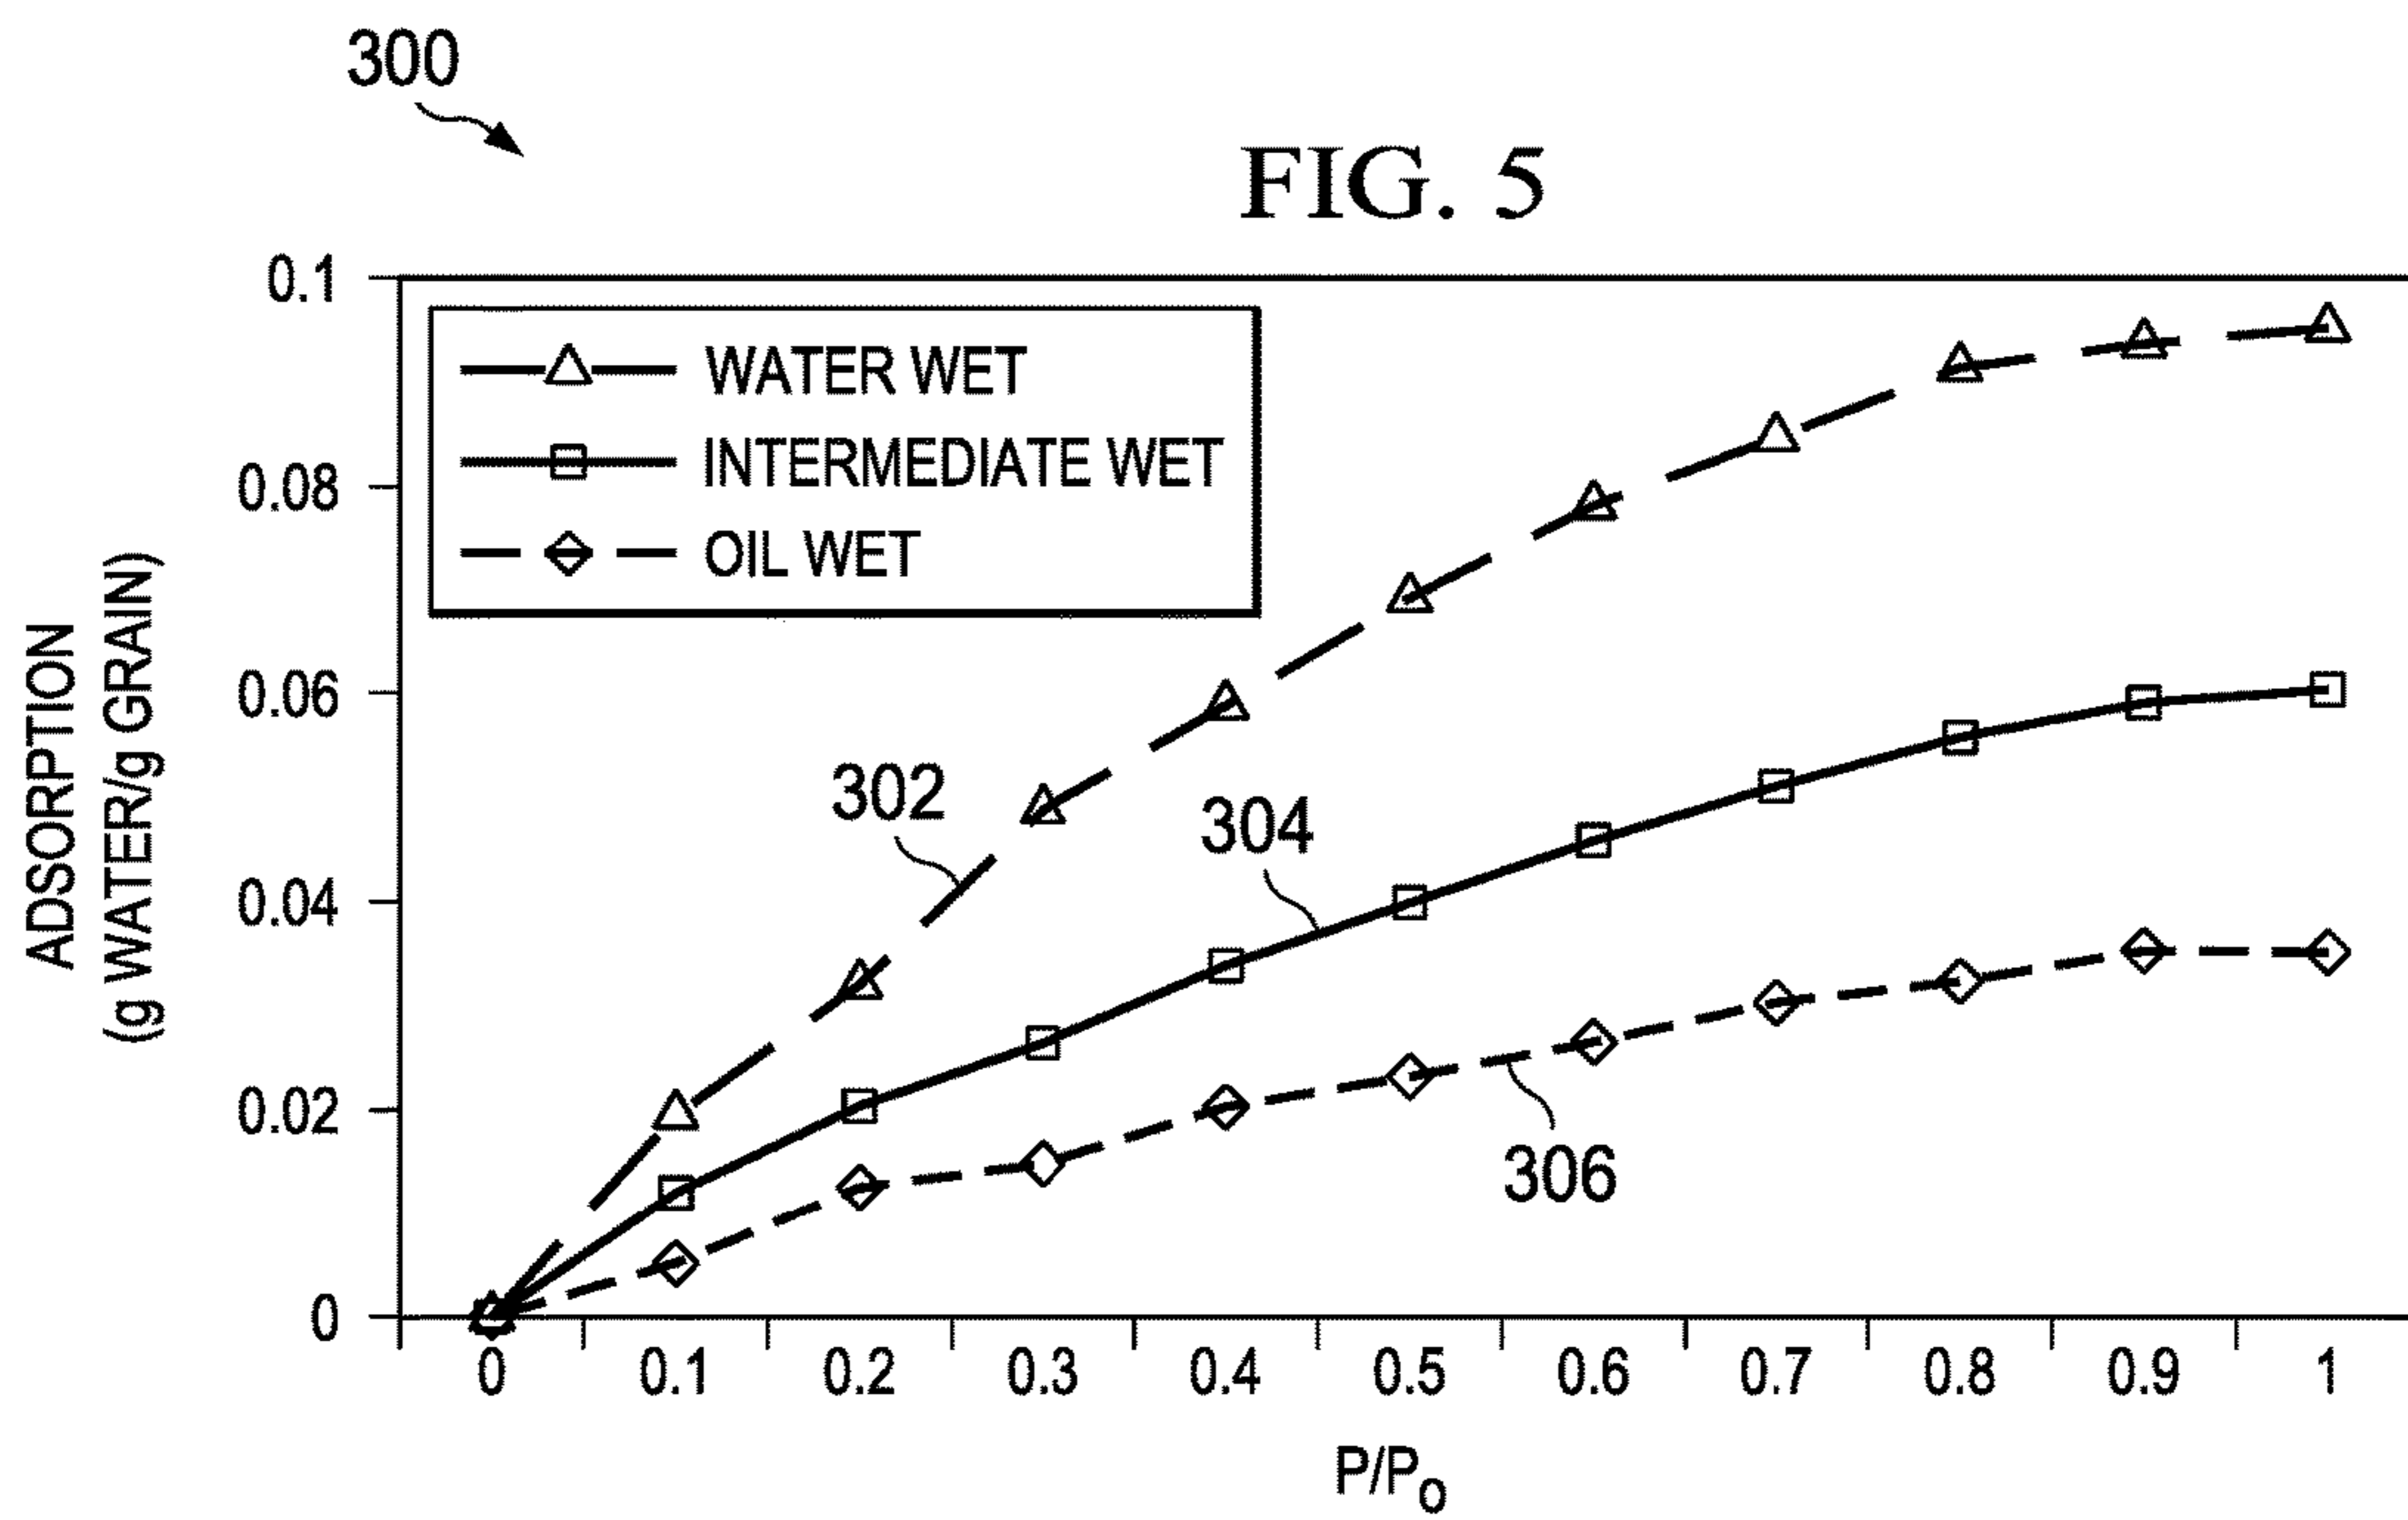 300
FIG. 5
0.1
0.08
0.06
0.04
0.02
0
ADSORPTION
(g WATER/g GRAIN)
WATER WET
INTERMEDIATE WET
OIL WET
302
304
306
0 0.1 0.2 0.3 0.4 0.5 0.6 0.7 0.8 0.9 1
P/Po